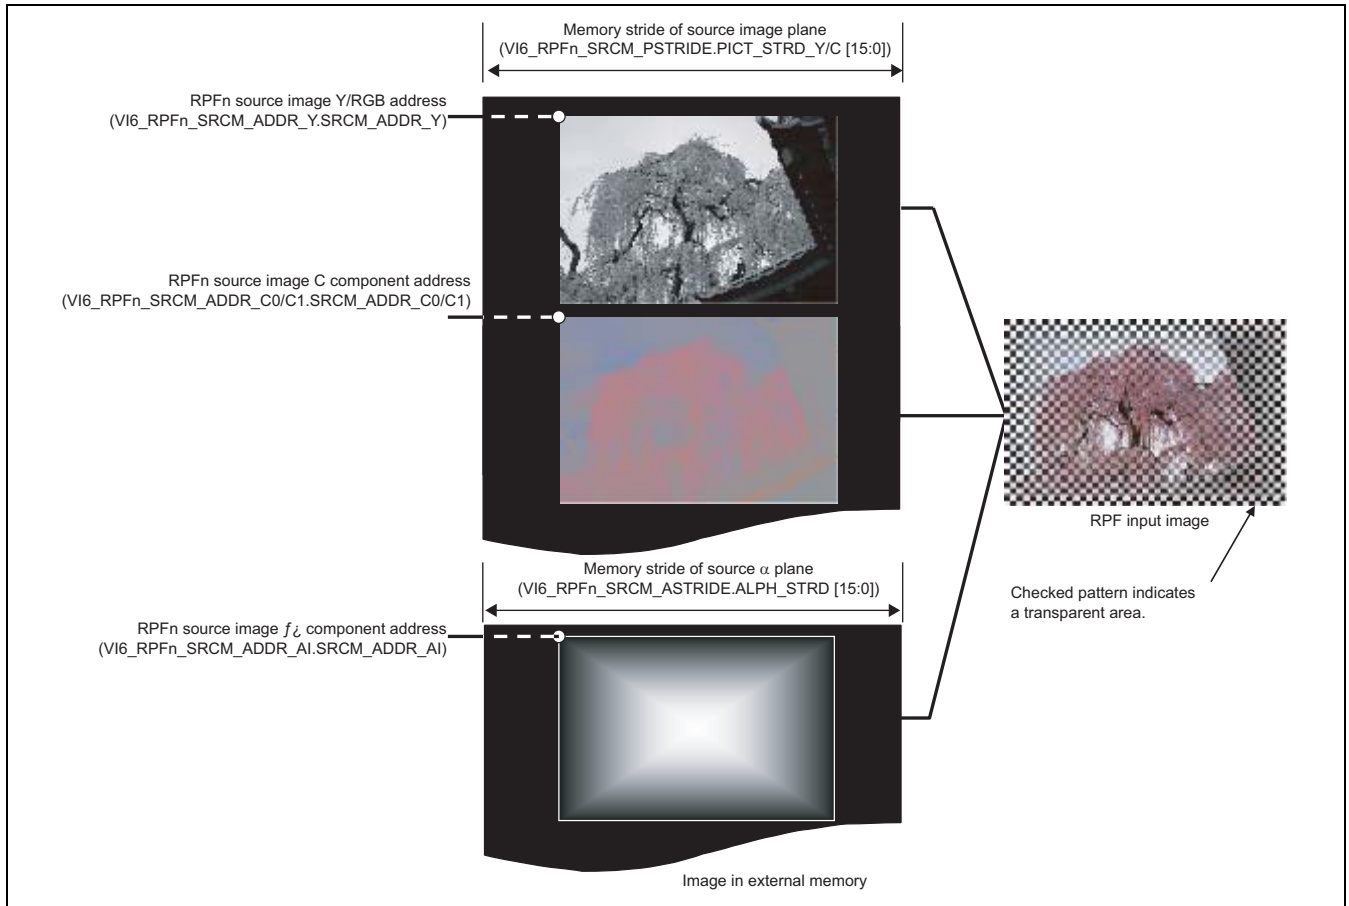 Memory stride of source image plane
(VI6_RPFn_SRCM_PSTRIDE.PICT_STRD_Y/C [15:0])
RPFn source image Y/RGB address
(VI6_RPFn_SRCM_ADDR_Y.SRCM_ADDR_Y)
RPFn source image C component address
(VI6_RPFn_SRCM_ADDR_C0/C1.SRCM_ADDR_C0/C1)
RPF input image
Checked pattern indicates
a transparent area.
Memory stride of source α plane
(VI6_RPFn_SRCM_ASTRIDE.ALPH_STRD [15:0])
RPFn source image ƒ¿ component address
(VI6_RPFn_SRCM_ADDR_AI.SRCM_ADDR_AI)
Image in external memory